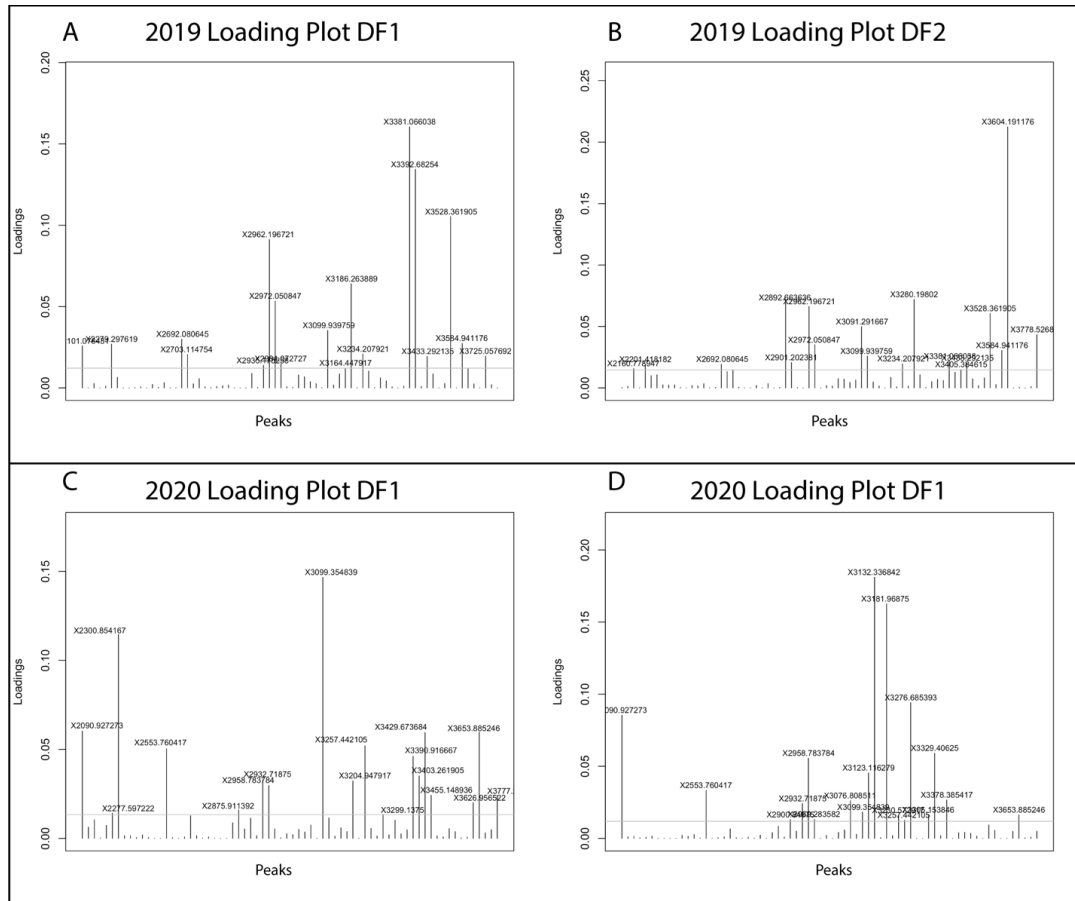 A
2019 Loading Plot DF1
0.20
0.15
0.10
0.05
0.00
Loadings
X3381.066038
X3392.68254
X3528.361905
X2962.196721
X3186.263889
X2972.050847
X3099.939759
X2692.080645
X2703.114754
X3234.207921
X3584.941176
X3433.292135
X3725.057692
X3164.447917
Peaks
B
2019 Loading Plot DF2
0.25
0.20
0.15
0.10
0.05
0.00
Loadings
X3604.191176
X2962.196721
X3280.19802
X3528.361905
X3778.5268
X3091.291667
X2972.050847
X3099.939759
X3584.941176
X2901.202381
X3234.207921
X2692.080645
X2201.418182
X3405.384615
Peaks
C
2020 Loading Plot DF1
0.15
0.10
0.05
0.00
Loadings
X3099.354839
X2300.854167
X2090.927273
X3429.673684
X3653.885246
X3257.442105
X2553.760417
X3390.916667
X3403.261905
X2932.71875
X2958.783784
X3204.947917
X3455.148936
X3626.956522
X3777.
X2875.911392
X2277.597222
X3299.1375
Peaks
D
2020 Loading Plot DF1
0.20
0.15
0.10
0.05
0.00
Loadings
X3132.336842
X3181.96875
X3276.685393
090.927273
X3329.40625
X2958.783784
X3123.116279
X2553.760417
X3076.808511
X3378.385417
X2932.71875
X3099.354839
X3653.885246
X3257.442105
Peaks